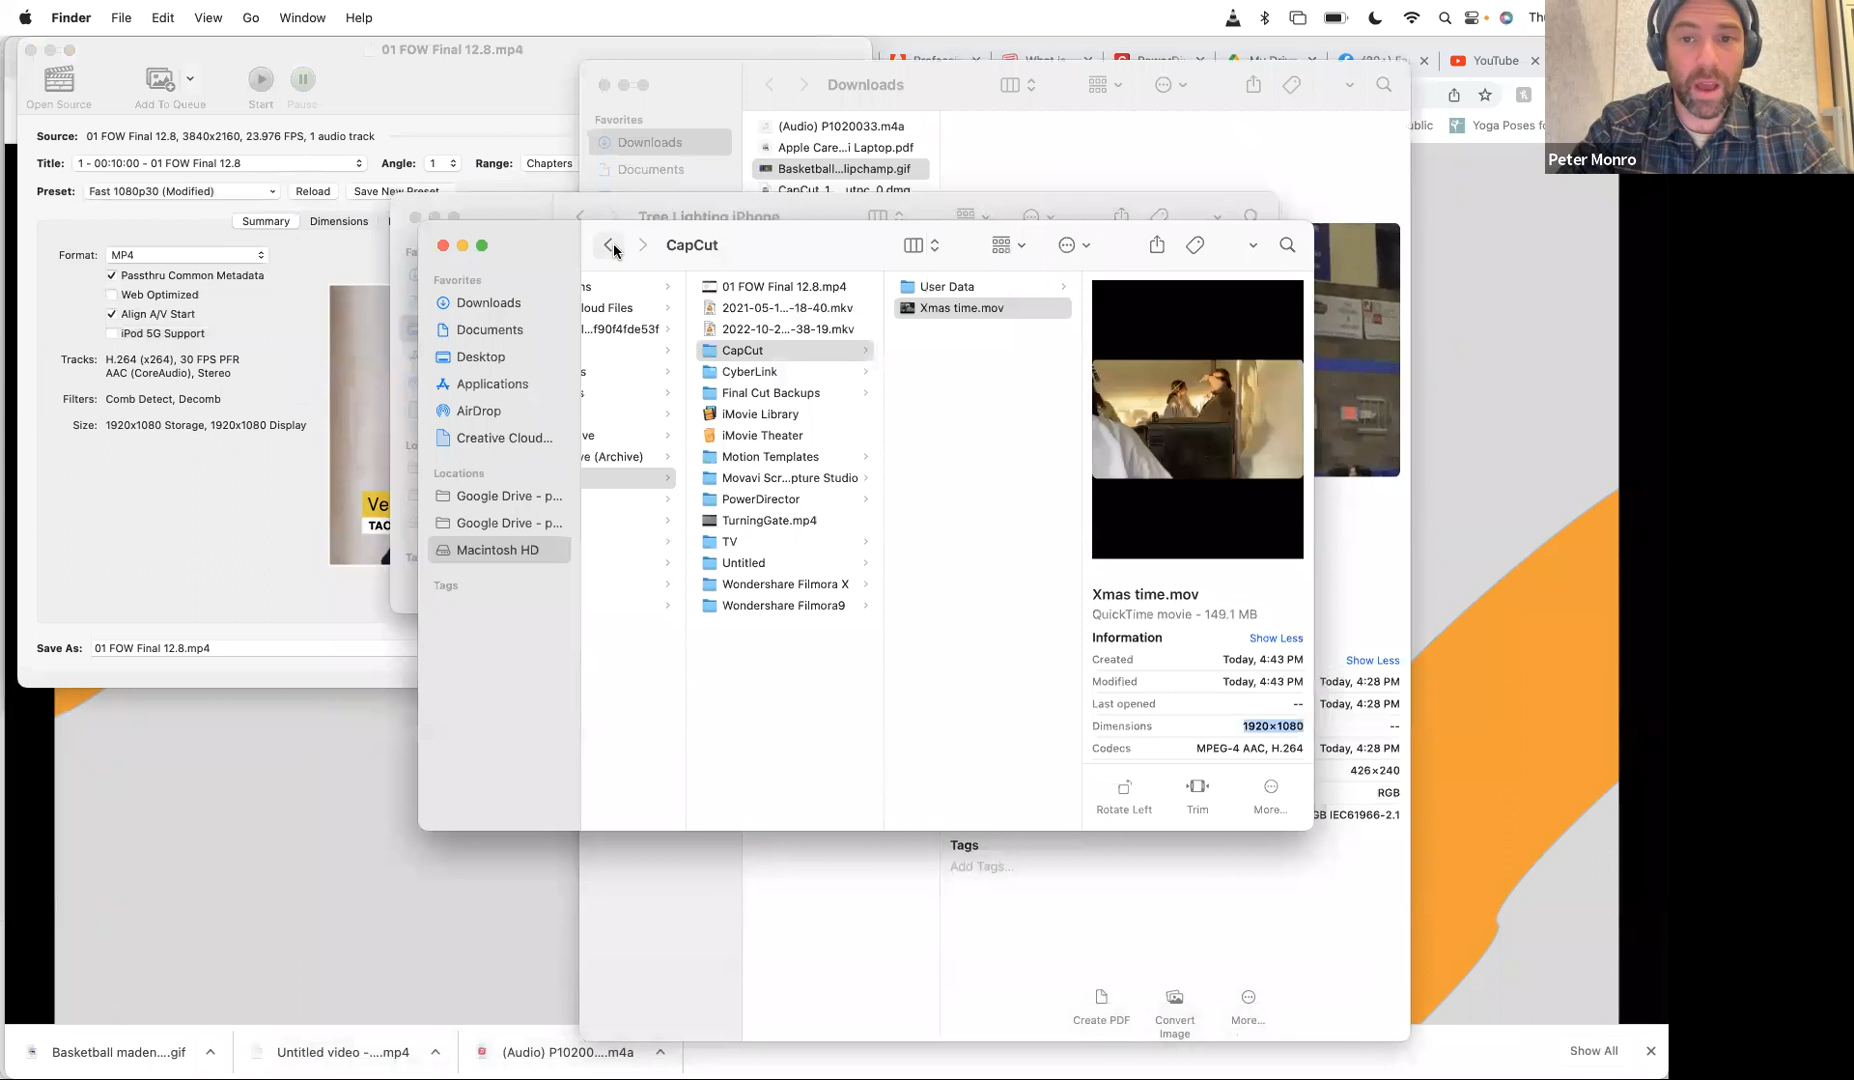 Finder File Edit View Go Window Help
01 FOW Final 12.8.mp4
Open Source Add To Queue Start Pause
Source: 01 FOW Final 12.8, 3840x2160, 23.976 FPS, 1 audio track
Title: 1 - 00:10:00 - 01 FOW Final 12.8 Angle: 1 Range: Chapters
Preset: Fast 1080p30 (Modified) Reload Save New Preset...
Summary Dimensions
Format: MP4
Passthru Common Metadata
Web Optimized
Align A/V Start
iPod 5G Support
Tracks: H.264 (x264), 30 FPS PFR
AAC (CoreAudio), Stereo
Filters: Comb Detect, Decomb
Size: 1920x1080 Storage, 1920x1080 Display
Ve
TAO
Save As: 01 FOW Final 12.8.mp4
YouTube
Yoga Poses fo
Peter Monro
Downloads
Favorites
Downloads
Documents
(Audio) P1020033.m4a
Apple Care...i Laptop.pdf
Basketball...lipchamp.gif
Tree Lighting iPhone
CapCut
Favorites
Downloads
Documents
Desktop
Applications
AirDrop
Creative Cloud...
Locations
Google Drive - p...
Google Drive - p...
Macintosh HD
Tags
ns
loud Files
l...f90f4fde53f
s
ve
ve (Archive)
01 FOW Final 12.8.mp4
2021-05-1...-18-40.mkv
2022-10-2...-38-19.mkv
CapCut
CyberLink
Final Cut Backups
iMovie Library
iMovie Theater
Motion Templates
Movavi Scr...pture Studio
PowerDirector
TurningGate.mp4
TV
Untitled
Wondershare Filmora X
Wondershare Filmora9
User Data
Xmas time.mov
Xmas time.mov
QuickTime movie - 149.1 MB
Information Show Less
Created Today, 4:43 PM
Modified Today, 4:43 PM
Last opened --
Dimensions 1920×1080
Codecs MPEG-4 AAC, H.264
Rotate Left Trim More...
Show Less
Today, 4:28 PM
Today, 4:28 PM
--
Today, 4:28 PM
426×240
RGB
GB IEC61966-2.1
Tags
Add Tags...
Create PDF Convert Image More...
Basketball maden....gif Untitled video -....mp4 (Audio) P10200....m4a Show All